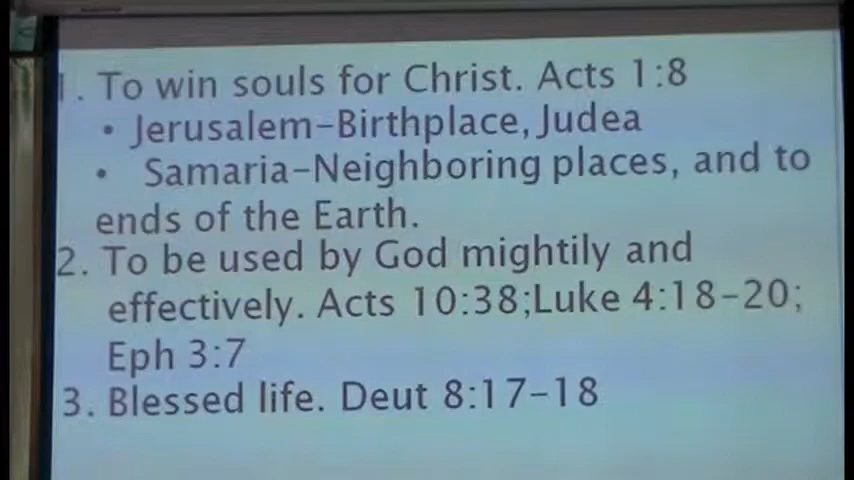 1. To win souls for Christ. Acts 1:8
• Jerusalem-Birthplace, Judea
• Samaria-Neighboring places, and to
ends of the Earth.
2. To be used by God mightily and
effectively. Acts 10:38;Luke 4:18-20;
Eph 3:7
3. Blessed life. Deut 8:17-18